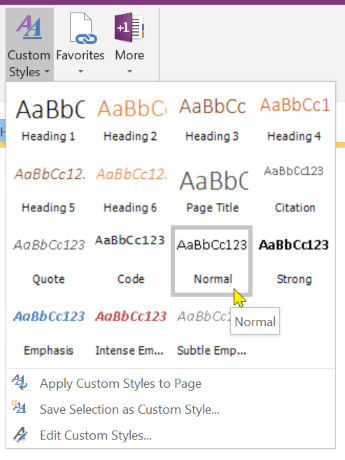 Custom Styles
Favorites
More
AaBbC
AaBbC
AaBbCc
AaBbCc1
Heading 1
Heading 2
Heading 3
Heading 4
AaBbCc12
AaBbCc12
AaBbC
AaBbCc123
Heading 5
Heading 6
Page Title
Citation
AaBbCc123
AaBbCc123
AaBbCc123
AaBbCc123
Quote
Code
Normal
Strong
AaBbCc123
AaBbCc123
AaBbCc
Normal
Emphasis
Intense Em...
Subtle Emp...
Apply Custom Styles to Page
Save Selection as Custom Style...
Edit Custom Styles...